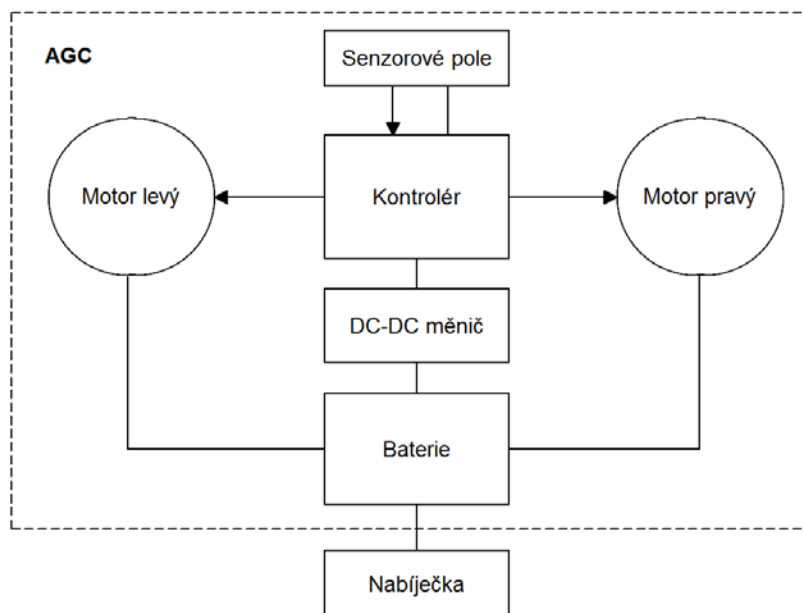 AGC
Senzorové pole
Motor levý
Kontrolér
Motor pravý
DC-DC měnič
Baterie
Nabíječka